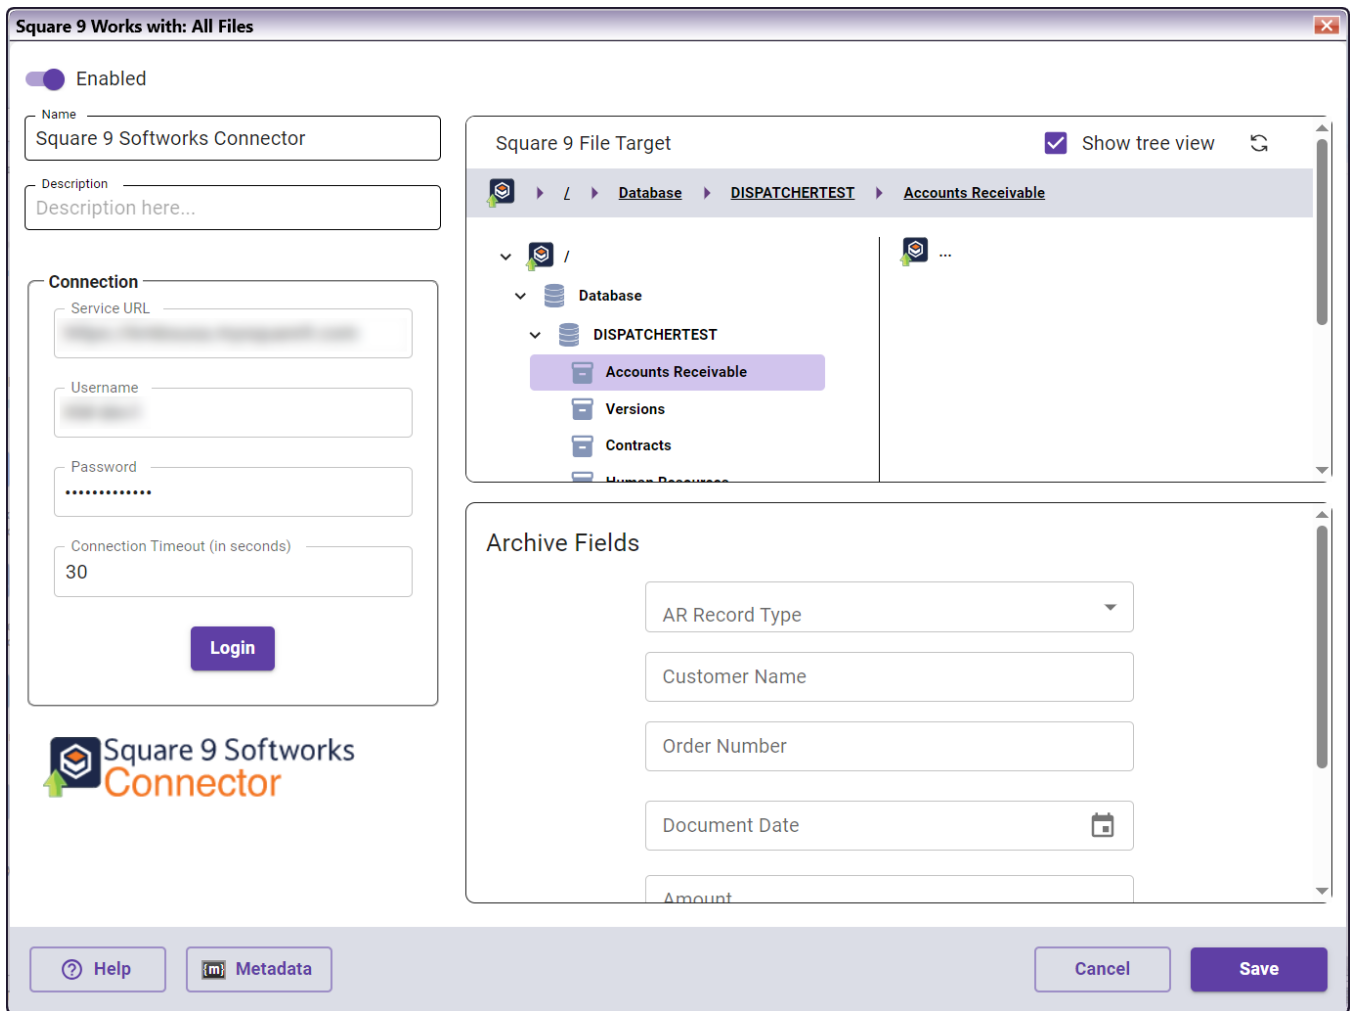 Square 9 Works with: All Files
Enabled
Name
Square 9 Softworks Connector
Description
Description here...
Connection
Service URL
Username
Password
•••••••••••••
Connection Timeout (in seconds)
30
Login
Square 9 Softworks
Connector
Square 9 File Target
Show tree view
/ Database DISPATCHERTEST Accounts Receivable
/
Database
DISPATCHERTEST
Accounts Receivable
Versions
Contracts
Human Resources
...
Archive Fields
AR Record Type
Customer Name
Order Number
Document Date
Amount
Help
{m} Metadata
Cancel
Save